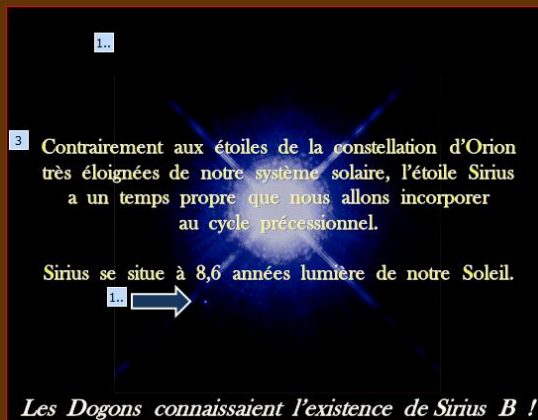 1..
3
Contrairement aux étoiles de la constellation d'Orion
très éloignées de notre système solaire, l'étoile Sirius
a un temps propre que nous allons incorporer
au cycle précessionnel.
Sirius se situe à 8,6 années lumière de notre Soleil.
1..
Les Dogons connaissaient l'existence de Sirius B !